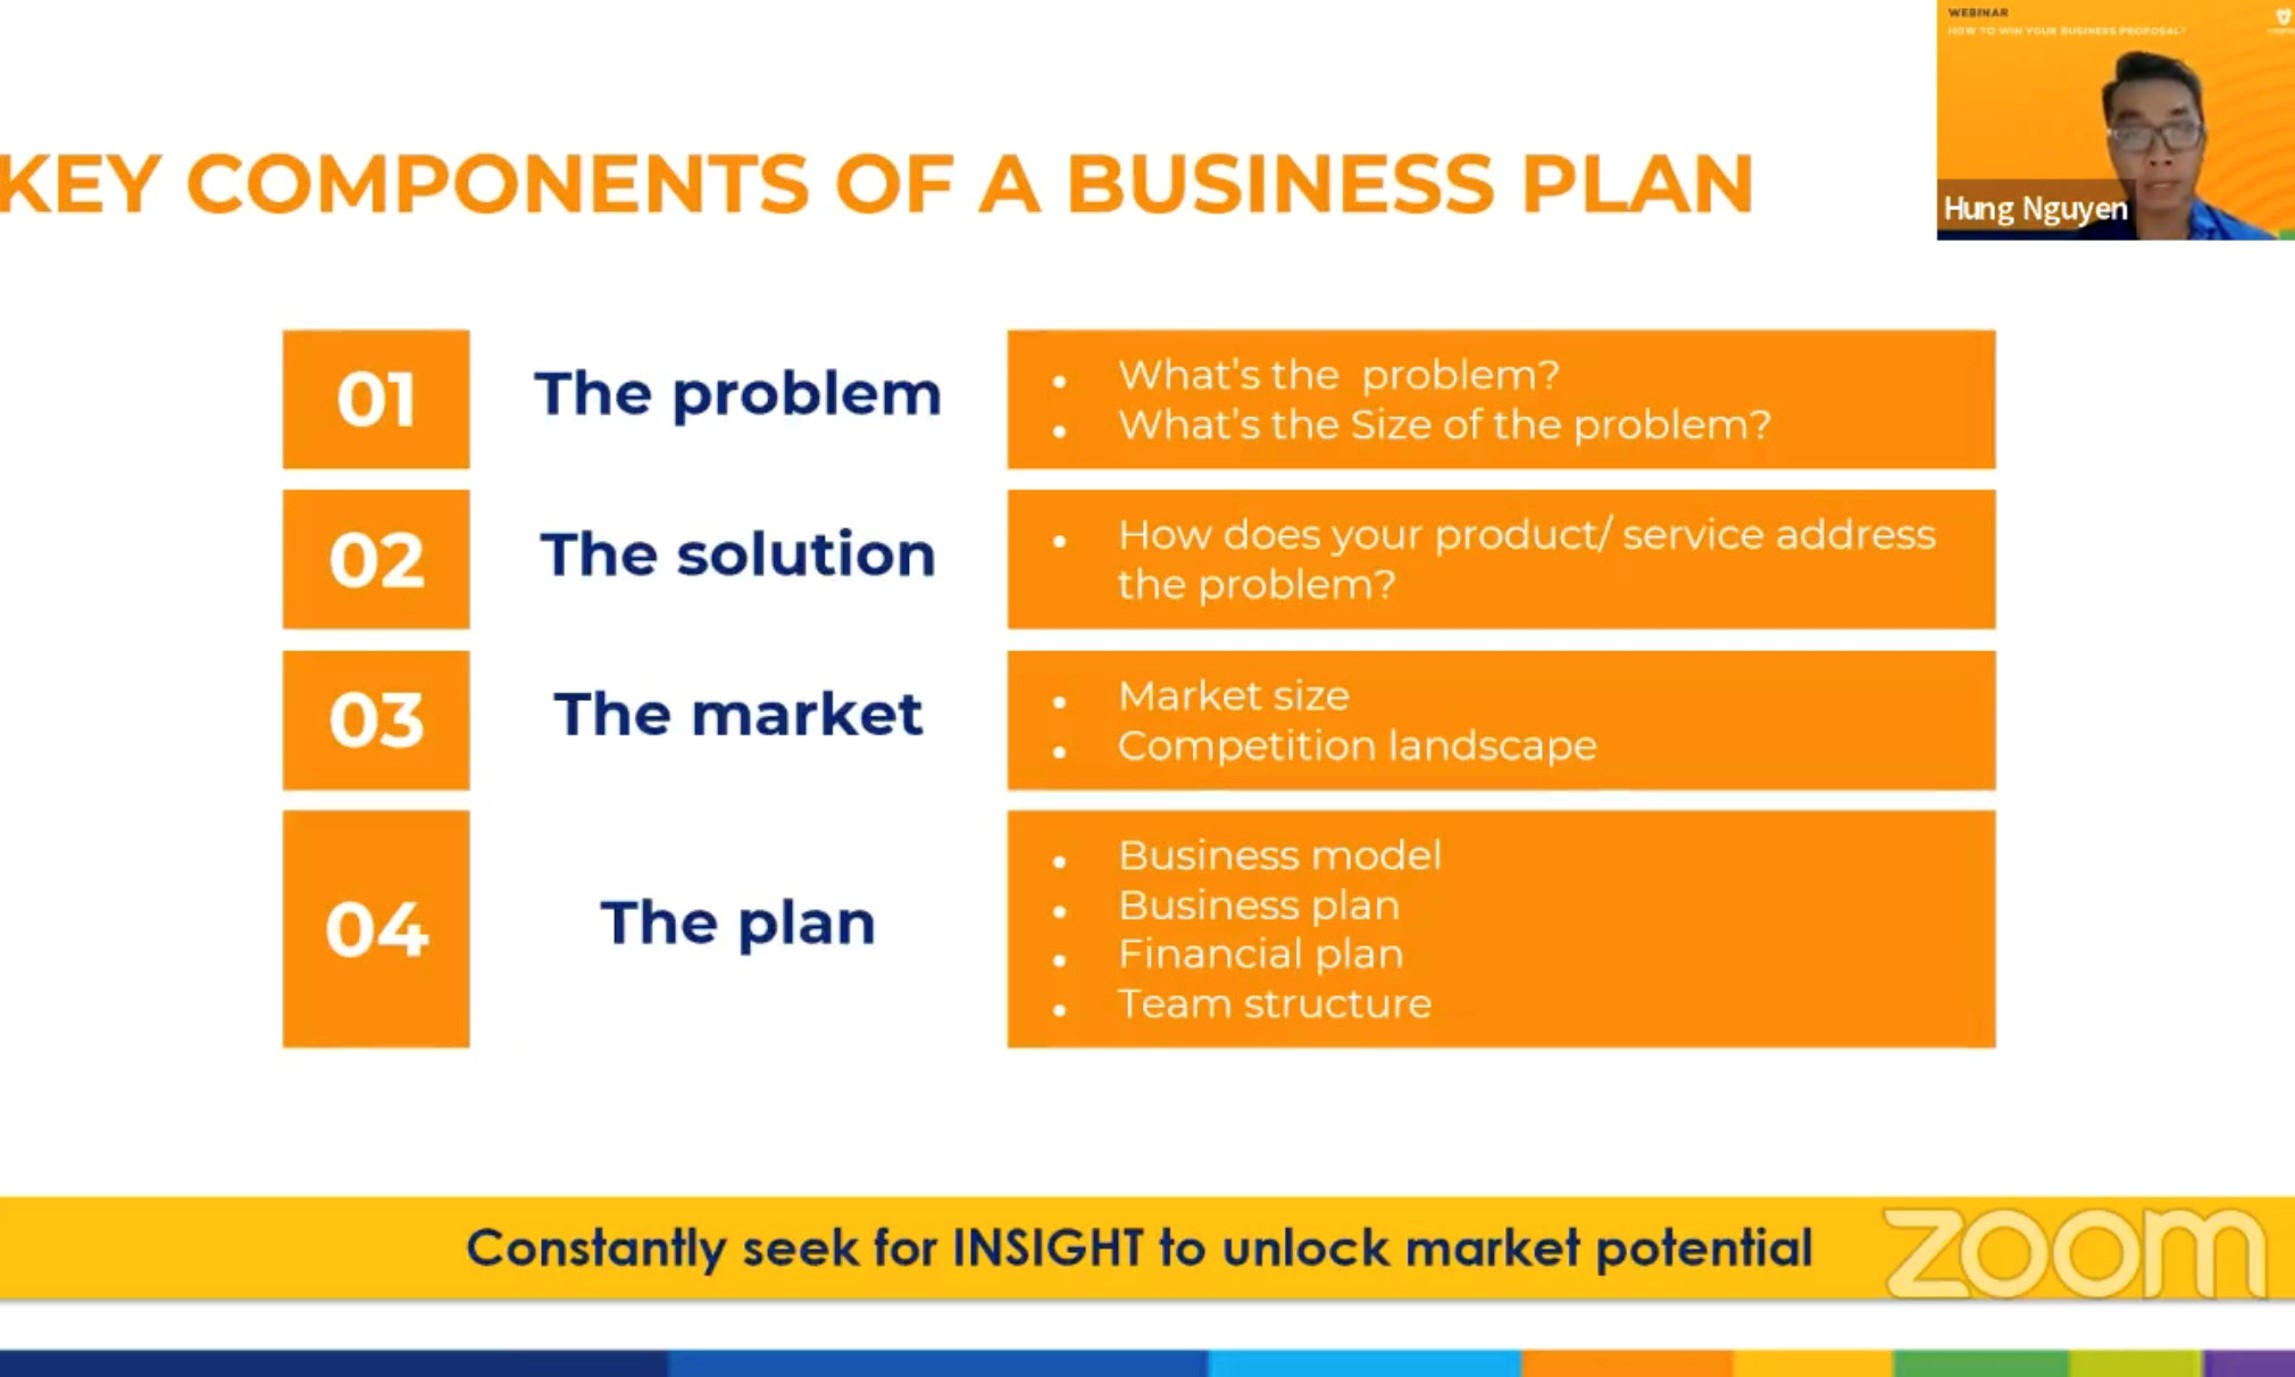 WEBINAR
HOW TO WIN YOUR BUSINESS PROPOSAL?
Hung Nguyen
KEY COMPONENTS OF A BUSINESS PLAN
01
The problem
• What's the  problem?
• What's the Size of the problem?
02
The solution
• How does your product/ service address
the problem?
03
The market
• Market size
• Competition landscape
04
The plan
• Business model
• Business plan
• Financial plan
• Team structure
Constantly seek for INSIGHT to unlock market potential
zoom